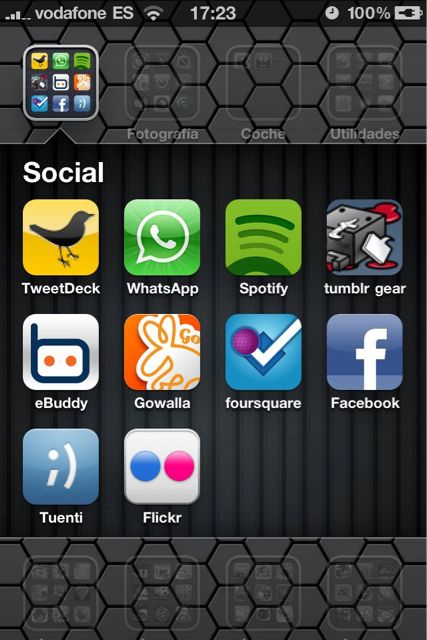 vodafone ES 17:23 100%
Fotografía Coche Utilidades
Social
TweetDeck WhatsApp Spotify tumblr gear
eBuddy Gowalla foursquare Facebook
Tuenti Flickr